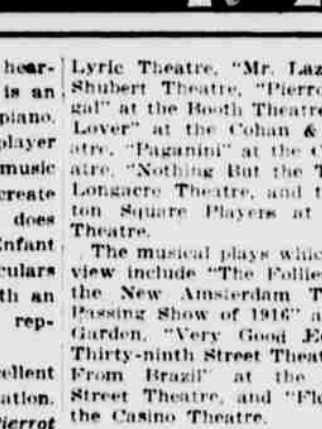 hear-
is an
piano.
player
music
create
does
Enfant
culars
th an
rep-
cellent
ation.
Pierrot
Lyric Theatre, "Mr. Laz
Shubert Theatre, "Pierro
gal" at the Booth Theatre
Lover" at the Cohan &
atre, "Paganini" at the C
atre, "Nothing But the T
Longacre Theatre, and t
ton Square Players at
Theatre.
The musical plays whic
view include "The Follies
the New Amsterdam T
Passing Show of 1916" a
Garden, "Very Good E
Thirty-ninth Street Theat
From Brazil" at the
Street Theatre, and "Fl
the Casino Theatre.